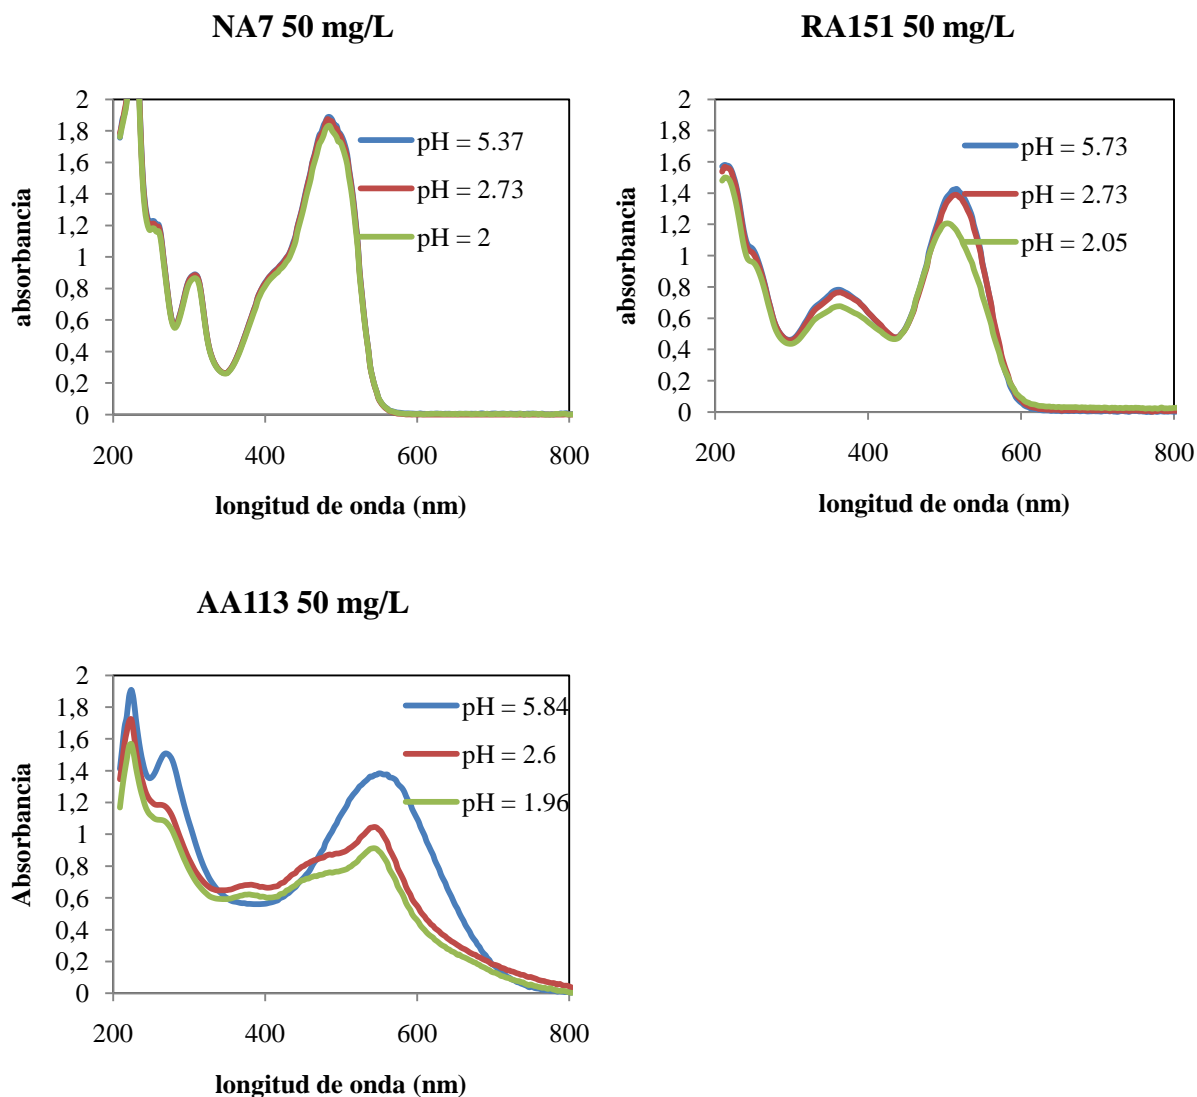 NA7 50 mg/L
2
1,8
1,6
1,4
1,2
1
0,8
0,6
0,4
0,2
0
absorbancia
pH = 5.37
pH = 2.73
pH = 2
200 400 600 800
longitud de onda (nm)
RA151 50 mg/L
2
1,8
1,6
1,4
1,2
1
0,8
0,6
0,4
0,2
0
absorbancia
pH = 5.73
pH = 2.73
pH = 2.05
200 400 600 800
longitud de onda (nm)
AA113 50 mg/L
2
1,8
1,6
1,4
1,2
1
0,8
0,6
0,4
0,2
0
Absorbancia
pH = 5.84
pH = 2.6
pH = 1.96
200 400 600 800
longitud de onda (nm)